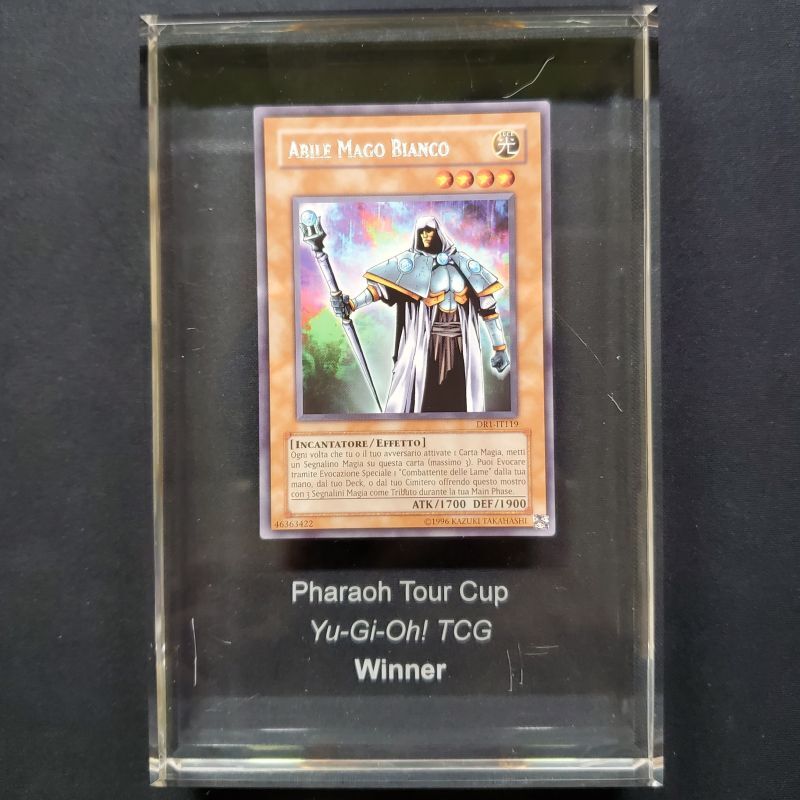 ABILE MAGO BIANCO
LUCE
光
DR1-IT119
[INCANTATORE/EFFETTO]
Ogni volta che tu o il tuo avversario attivate 1 Carta Magia, metti
un Segnalino Magia su questa carta (massimo 3). Puoi Evocare
tramite Evocazione Speciale 1 "Combattente delle Lame" dalla tua
mano, dal tuo Deck, o dal tuo Cimitero offrendo questo mostro
con 3 Segnalini Magia come Tributo durante la tua Main Phase.
ATK/1700 DEF/1900
46363422
©1996 KAZUKI TAKAHASHI
Pharaoh Tour Cup
Yu-Gi-Oh! TCG
Winner